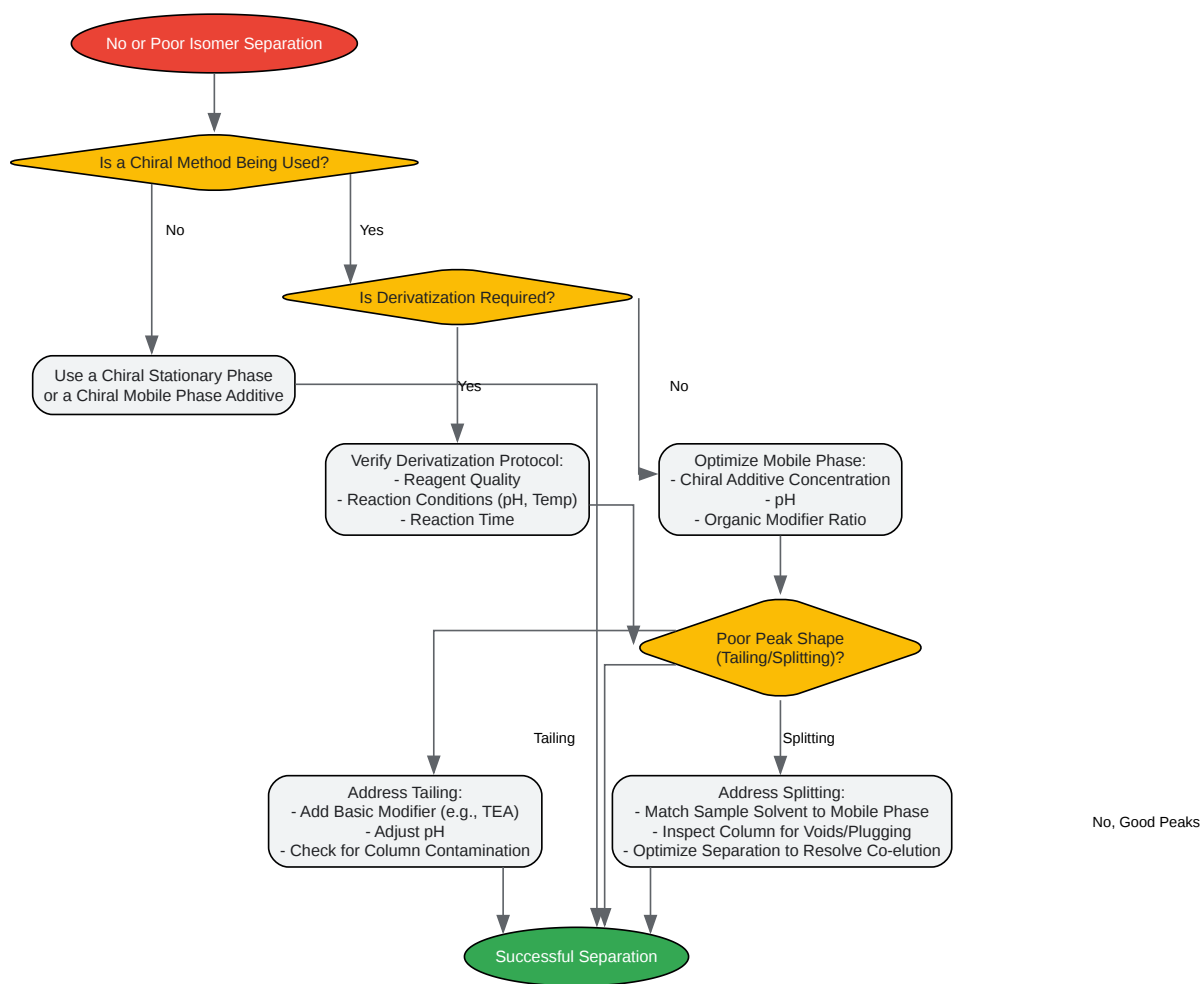 No or Poor Isomer Separation
Is a Chiral Method Being Used?
No
Yes
Is Derivatization Required?
Use a Chiral Stationary Phase
or a Chiral Mobile Phase Additive
Yes
No
Verify Derivatization Protocol:
- Reagent Quality
- Reaction Conditions (pH, Temp)
- Reaction Time
Optimize Mobile Phase:
- Chiral Additive Concentration
- pH
- Organic Modifier Ratio
Poor Peak Shape
(Tailing/Splitting)?
Tailing
Splitting
Address Tailing:
- Add Basic Modifier (e.g., TEA)
- Adjust pH
- Check for Column Contamination
Address Splitting:
- Match Sample Solvent to Mobile Phase
- Inspect Column for Voids/Plugging
- Optimize Separation to Resolve Co-elution
No, Good Peaks
Successful Separation